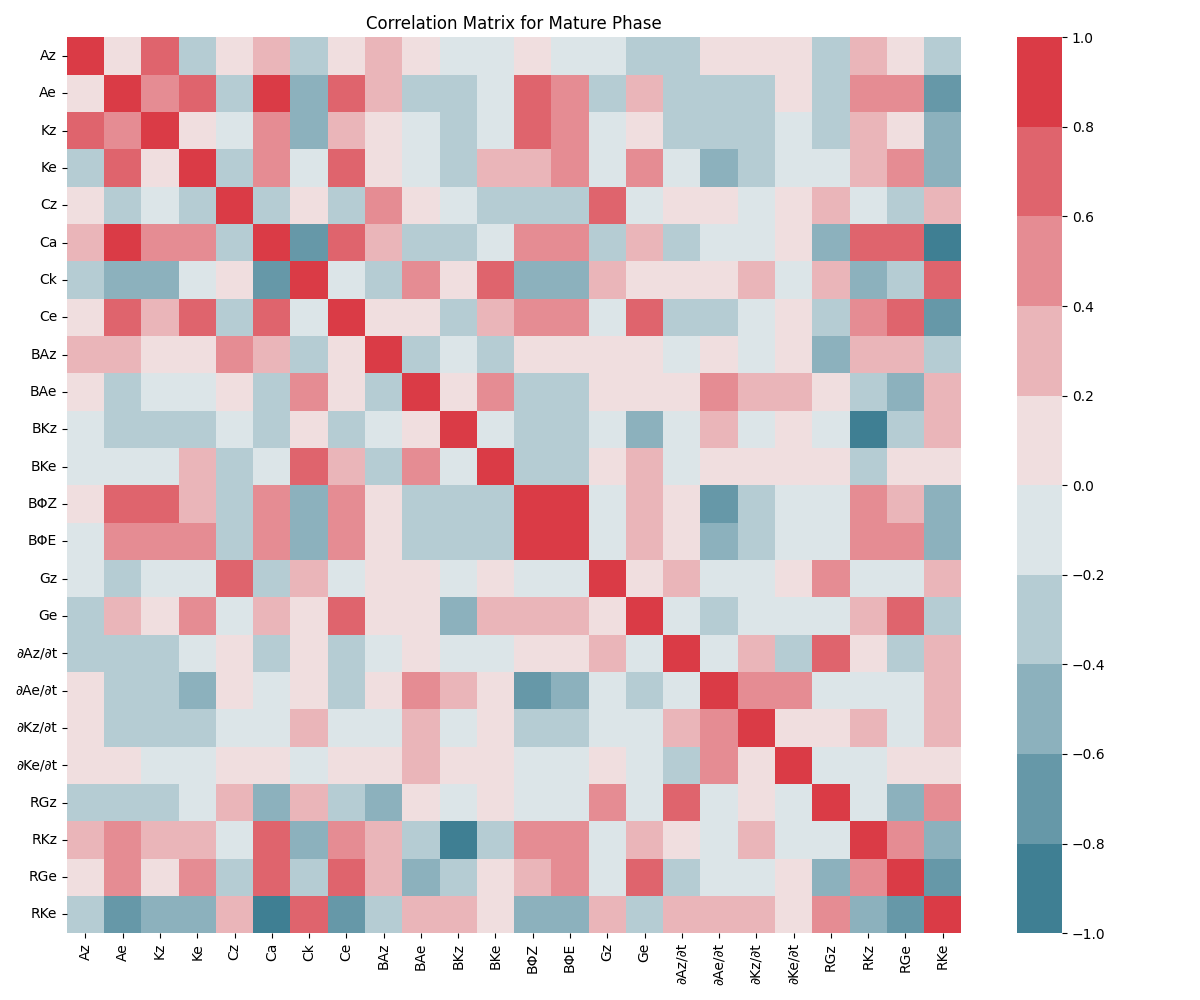 Correlation Matrix for Mature Phase
Az
Ae
Kz
Ke
Cz
Ca
Ck
Ce
BAz
BAe
BKz
BKe
BΦZ
BΦE
Gz
Ge
∂Az/∂t
∂Ae/∂t
∂Kz/∂t
∂Ke/∂t
RGz
RKz
RGe
RKe
Az Ae Kz Ke Cz Ca Ck Ce BAz BAe BKz BKe BΦZ BΦE Gz Ge ∂Az/∂t ∂Ae/∂t ∂Kz/∂t ∂Ke/∂t RGz RKz RGe RKe
1.0
0.8
0.6
0.4
0.2
0.0
−0.2
−0.4
−0.6
−0.8
−1.0